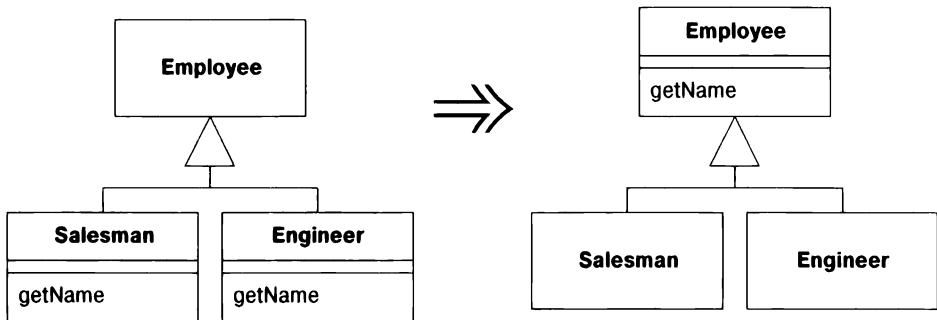 Employee
Salesman
getName
Engineer
getName
Employee
getName
Salesman
Engineer